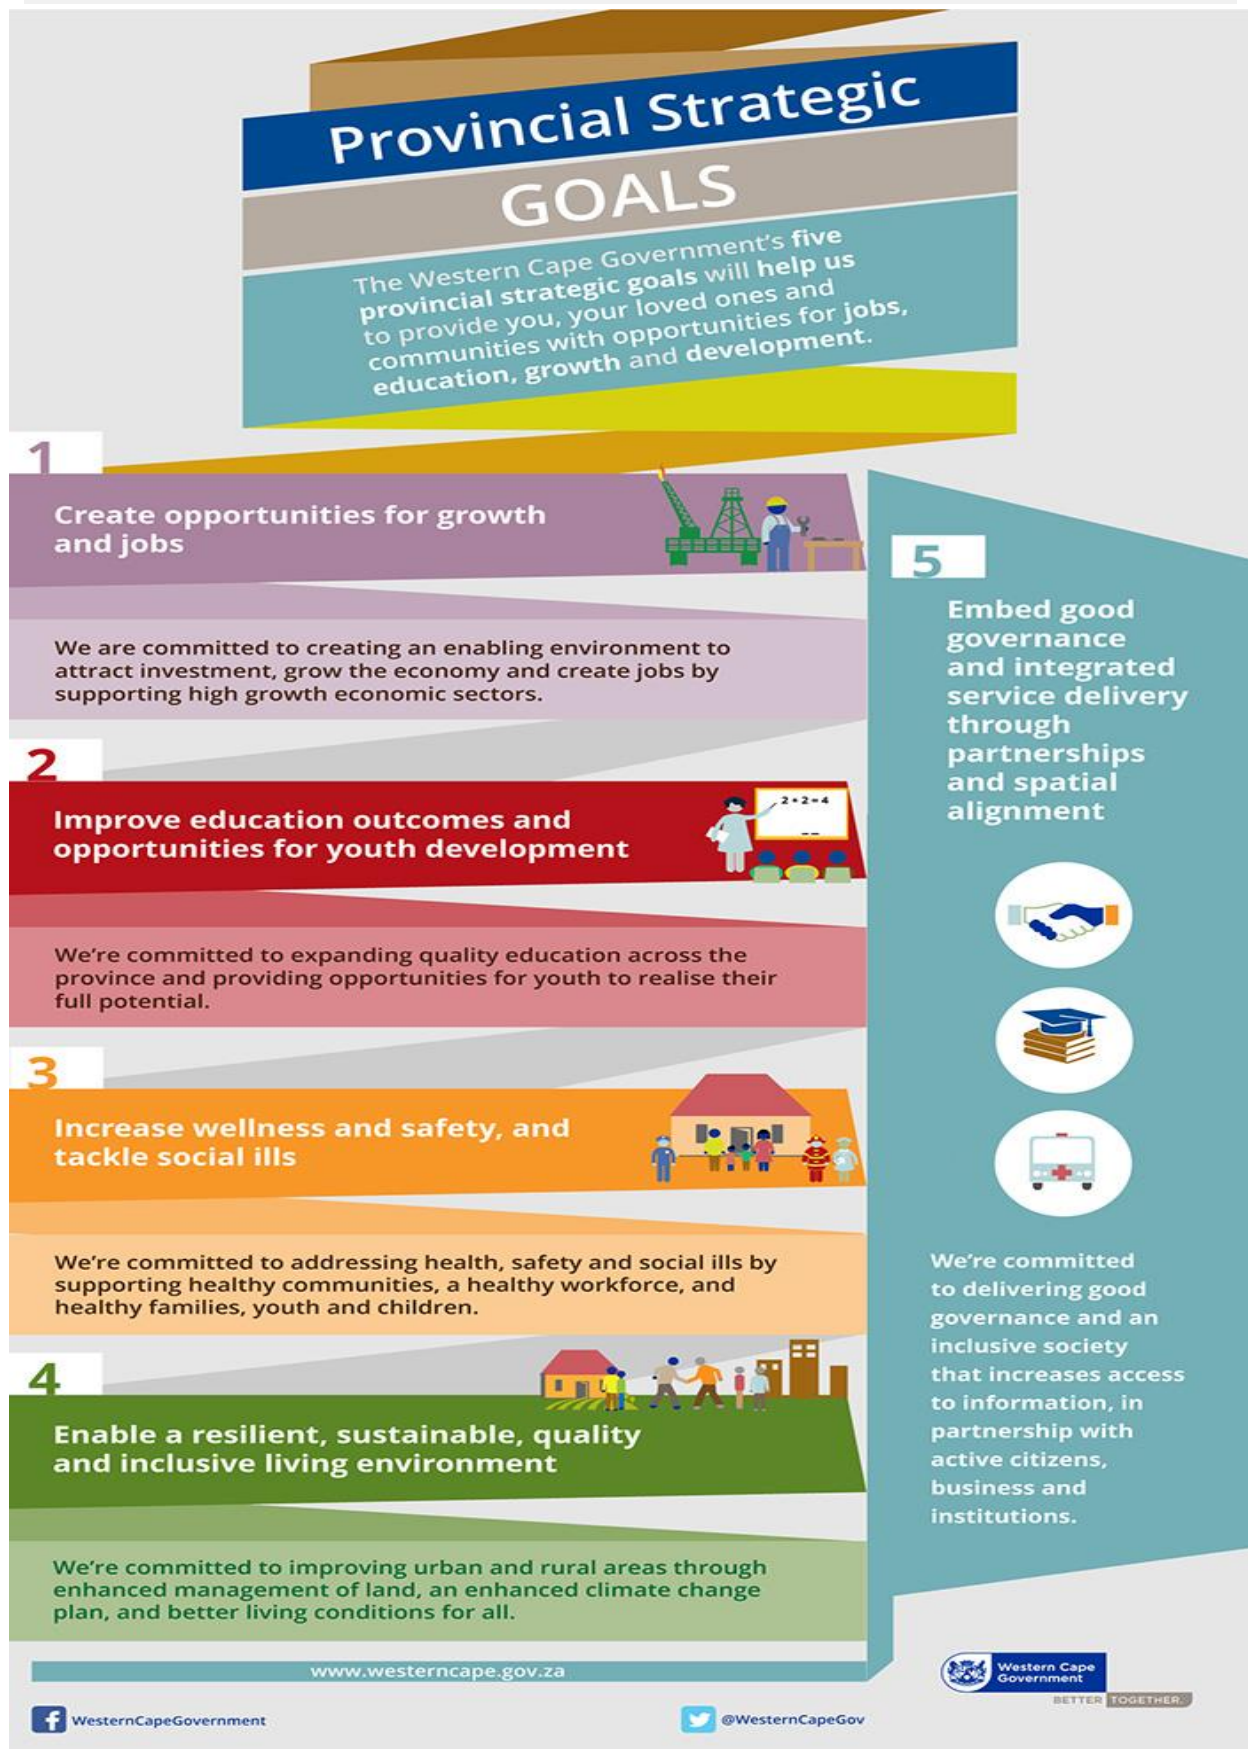 Provincial Strategic
GOALS
The Western Cape Government's five
provincial strategic goals will help us
to provide you, your loved ones and
communities with opportunities for jobs,
education, growth and development.
1
Create opportunities for growth
and jobs
We are committed to creating an enabling environment to
attract investment, grow the economy and create jobs by
supporting high growth economic sectors.
2
Improve education outcomes and
opportunities for youth development
2+2=4
We're committed to expanding quality education across the
province and providing opportunities for youth to realise their
full potential.
3
Increase wellness and safety, and
tackle social ills
We're committed to addressing health, safety and social ills by
supporting healthy communities, a healthy workforce, and
healthy families, youth and children.
4
Enable a resilient, sustainable, quality
and inclusive living environment
We're committed to improving urban and rural areas through
enhanced management of land, an enhanced climate change
plan, and better living conditions for all.
5
Embed good
governance
and integrated
service delivery
through
partnerships
and spatial
alignment
We're committed
to delivering good
governance and an
inclusive society
that increases access
to information, in
partnership with
active citizens,
business and
institutions.
www.westerncape.gov.za
WesternCapeGovernment
@WesternCapeGov
Western Cape
Government
BETTER TOGETHER.